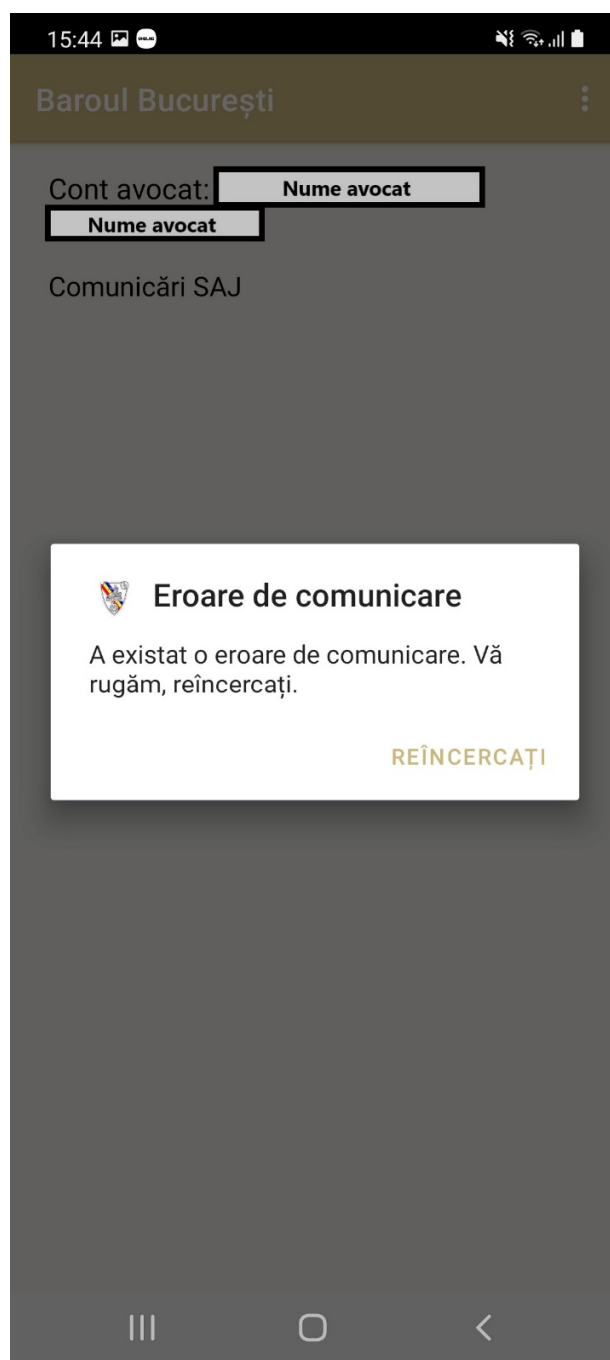 15:44
Baroul București
Cont avocat: Nume avocat
Nume avocat
Comunicări SAJ
Eroare de comunicare
A existat o eroare de comunicare. Vă
rugăm, reîncercați.
REÎNCERCAȚI